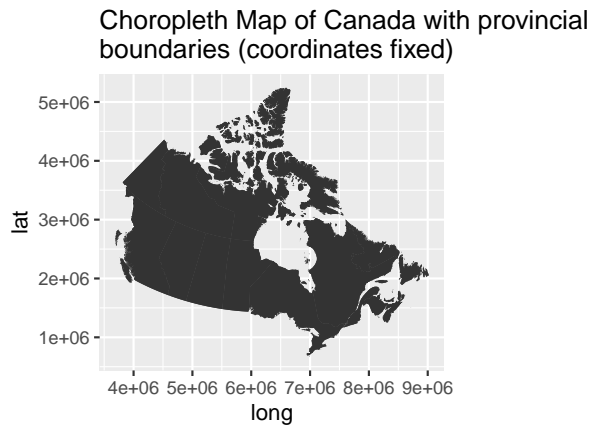 Choropleth Map of Canada with provincial
boundaries (coordinates fixed)
5e+06
4e+06
3e+06
2e+06
1e+06
lat
4e+06 5e+06 6e+06 7e+06 8e+06 9e+06
long